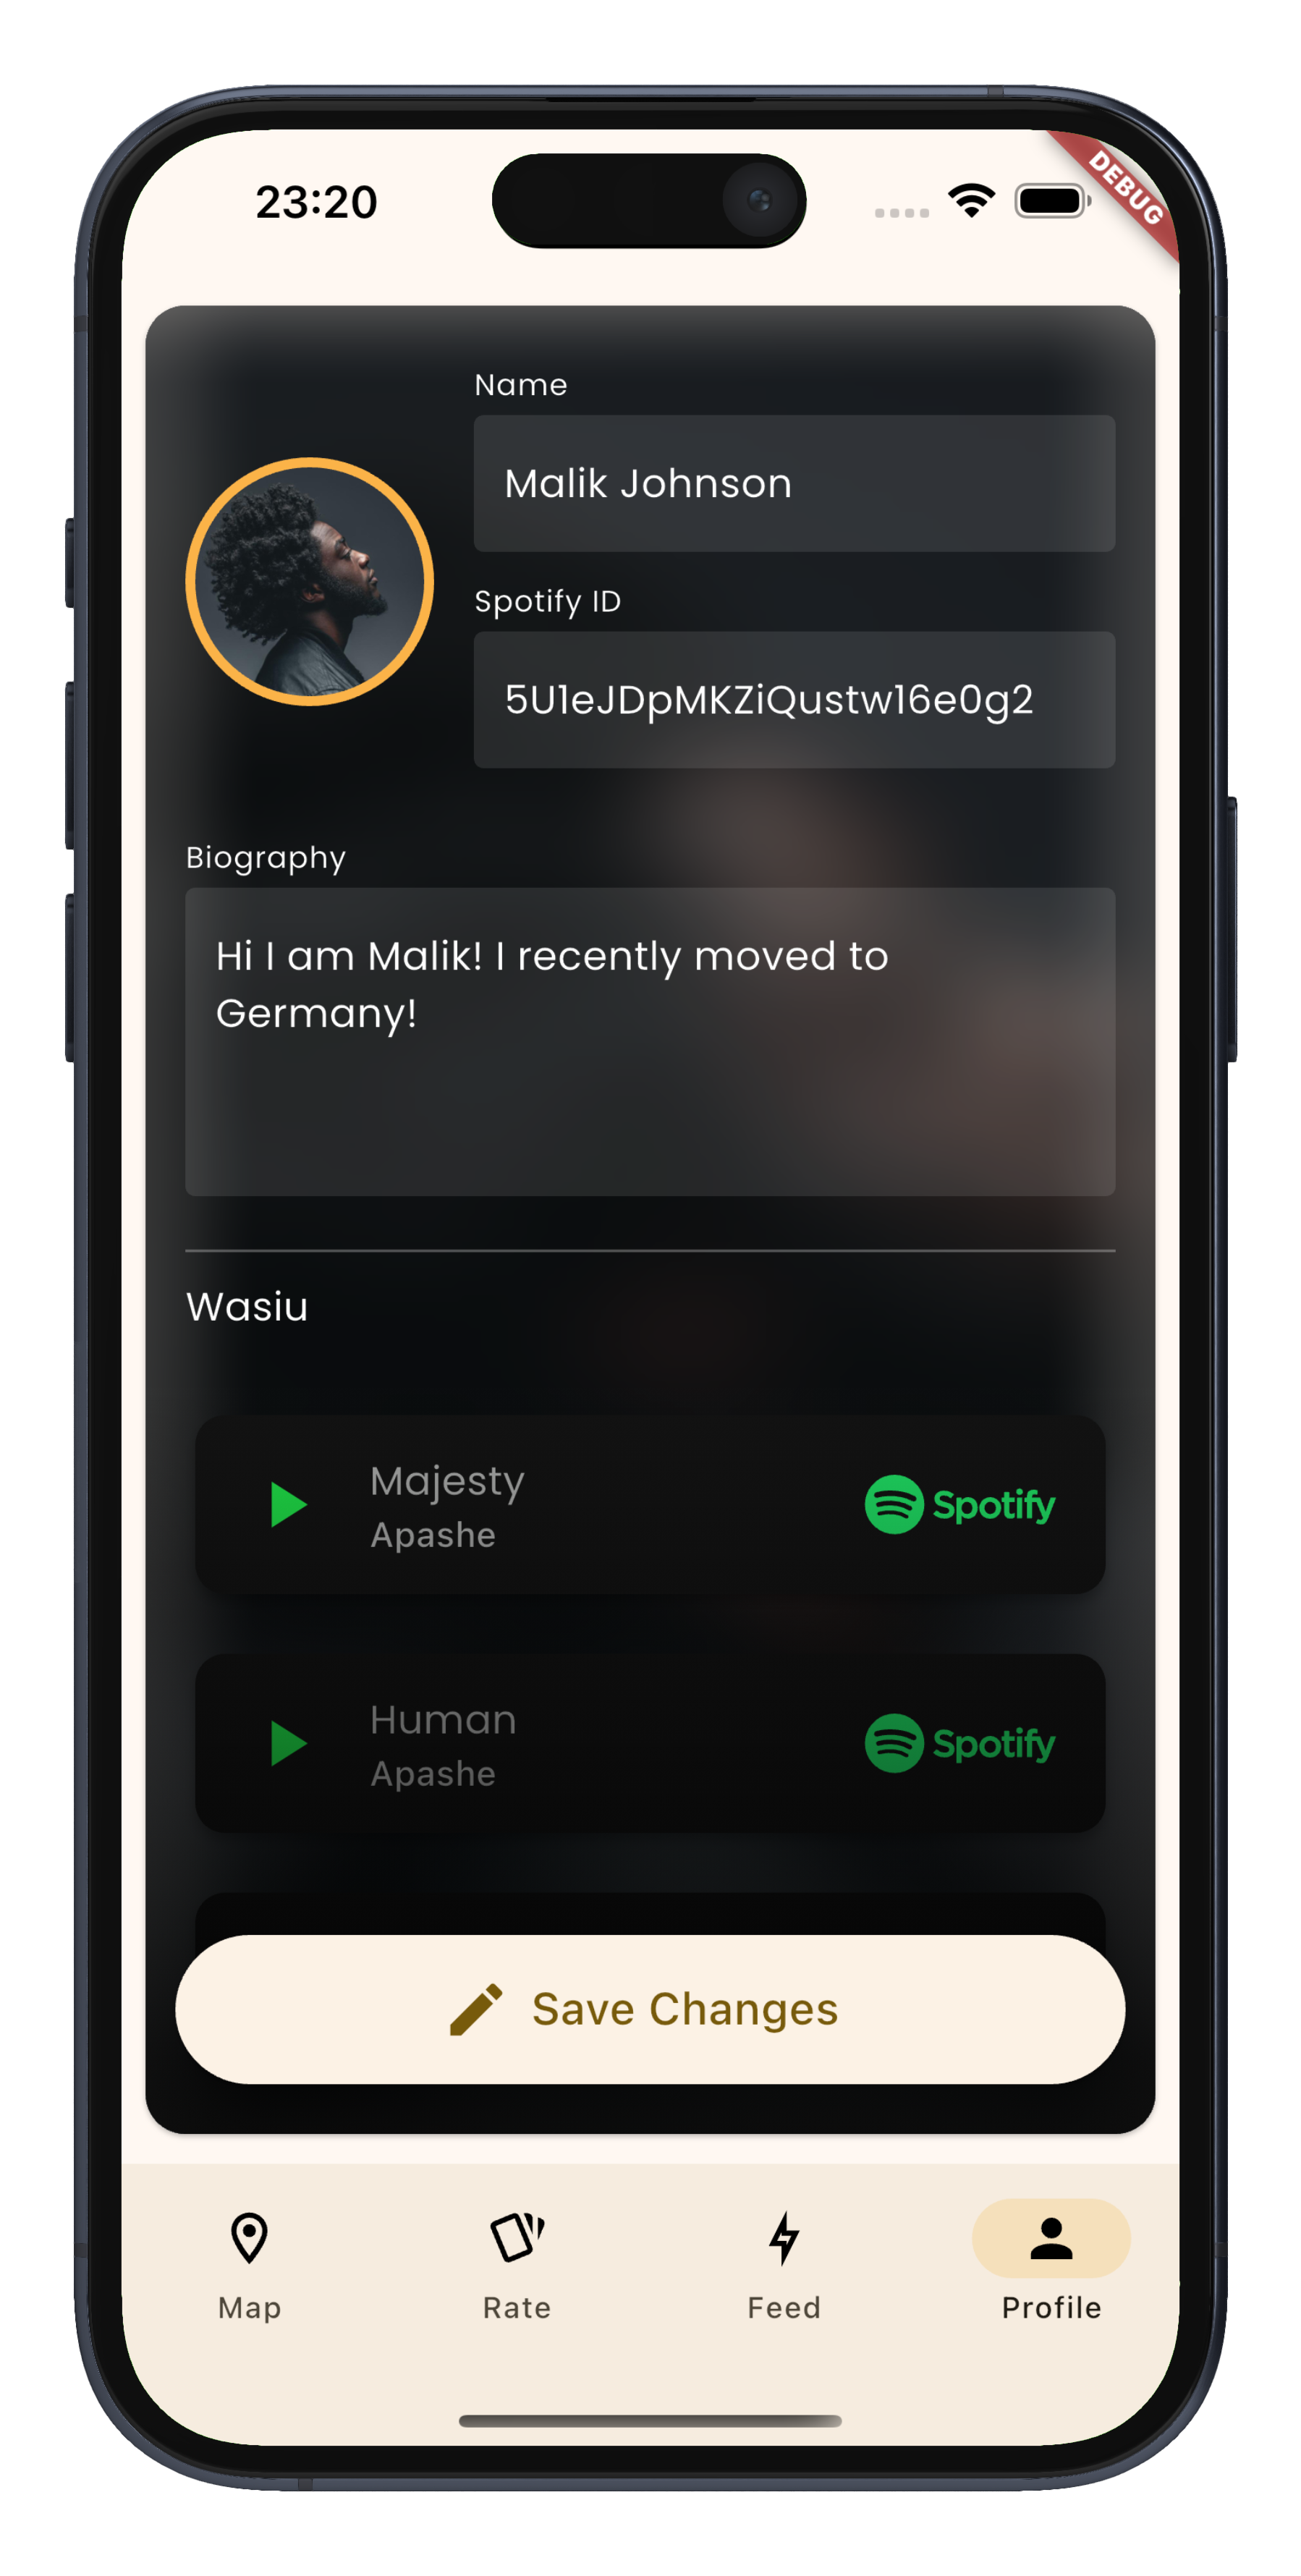 23:20
DEBUG
Name
Malik Johnson
Spotify ID
5U1eJDpMKZiQustw16e0g2
Biography
Hi I am Malik! I recently moved to
Germany!
Wasiu
Majesty
Apashe
Spotify
Human
Apashe
Spotify
Save Changes
Map
Rate
Feed
Profile